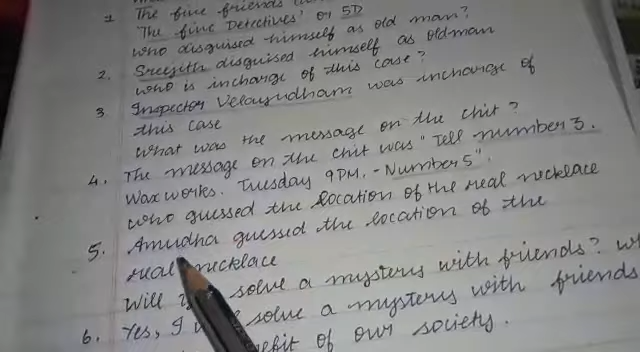 1 The five friends
The five Detectives' or 5D
who disguised himself as old man?
2. Sreejith disguised himself as oldman
who is incharge of this case?
3 Inspector Velayudham was incharge of
this case
What was the message on the chit?
4. The message on the chit was "Tell number 3.
Wax works. Tuesday 9PM. - Number 5".
who guessed the location of the real necklace
5. Amudha guessed the location of the
real necklace
Will solve a mystery with friends?
6. Yes, I solve a mystery with friends
of our society.